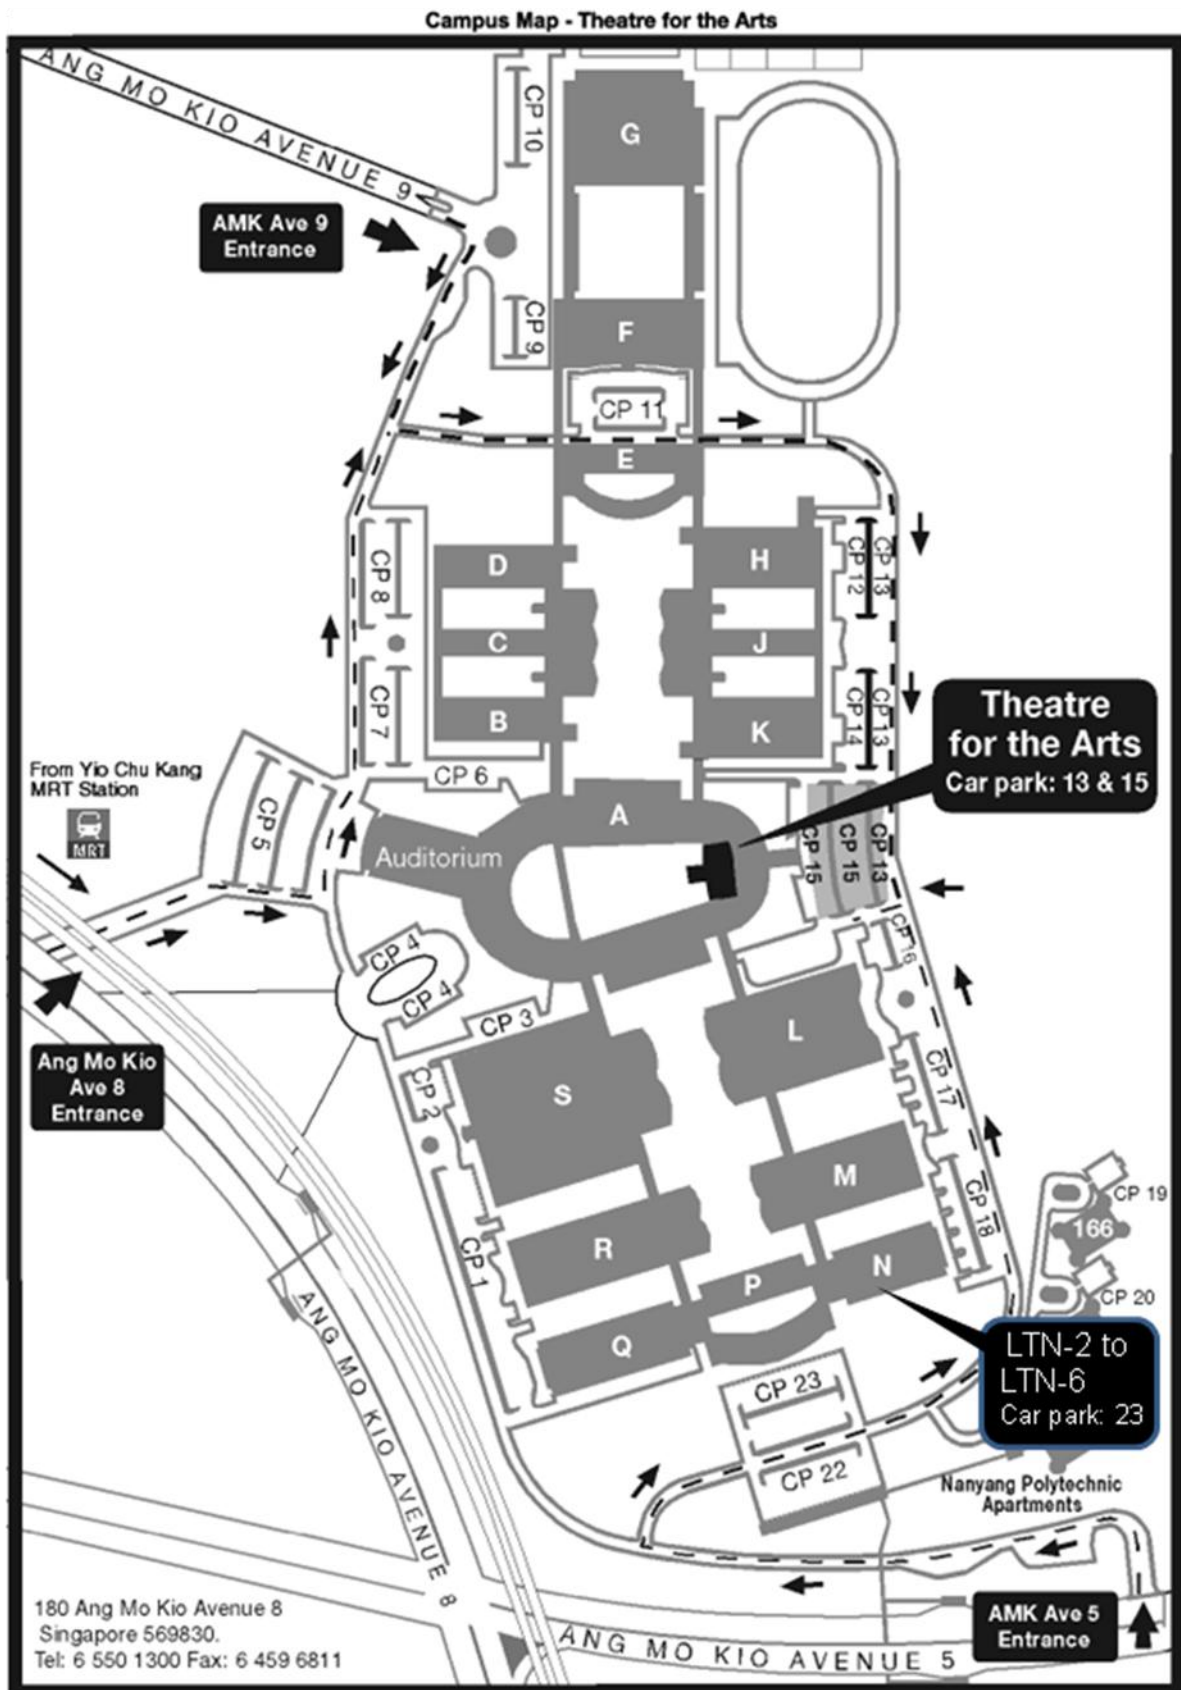 Campus Map - Theatre for the Arts
ANG MO KIO AVENUE 9
CP 10
G
AMK Ave 9
Entrance
CP 9
F
CP 11
E
D
H
CP 8
CP 12
CP 13
C
J
CP 7
B
K
CP 14
CP 13
Theatre
for the Arts
Car park: 13 & 15
From Yio Chu Kang
MRT Station
MRT
CP 6
CP 5
A
Auditorium
CP 15
CP 15
CP 13
CP 16
CP 4
CP 4
CP 3
L
Ang Mo Kio
Ave 8
Entrance
CP 2
S
CP 17
M
CP 18
CP 19
166
CP 1
R
N
P
CP 20
Q
LTN-2 to
LTN-6
Car park: 23
CP 23
CP 22
Nanyang Polytechnic
Apartments
ANG MO KIO AVENUE 8
180 Ang Mo Kio Avenue 8
Singapore 569830.
Tel: 6 550 1300 Fax: 6 459 6811
ANG MO KIO AVENUE 5
AMK Ave 5
Entrance